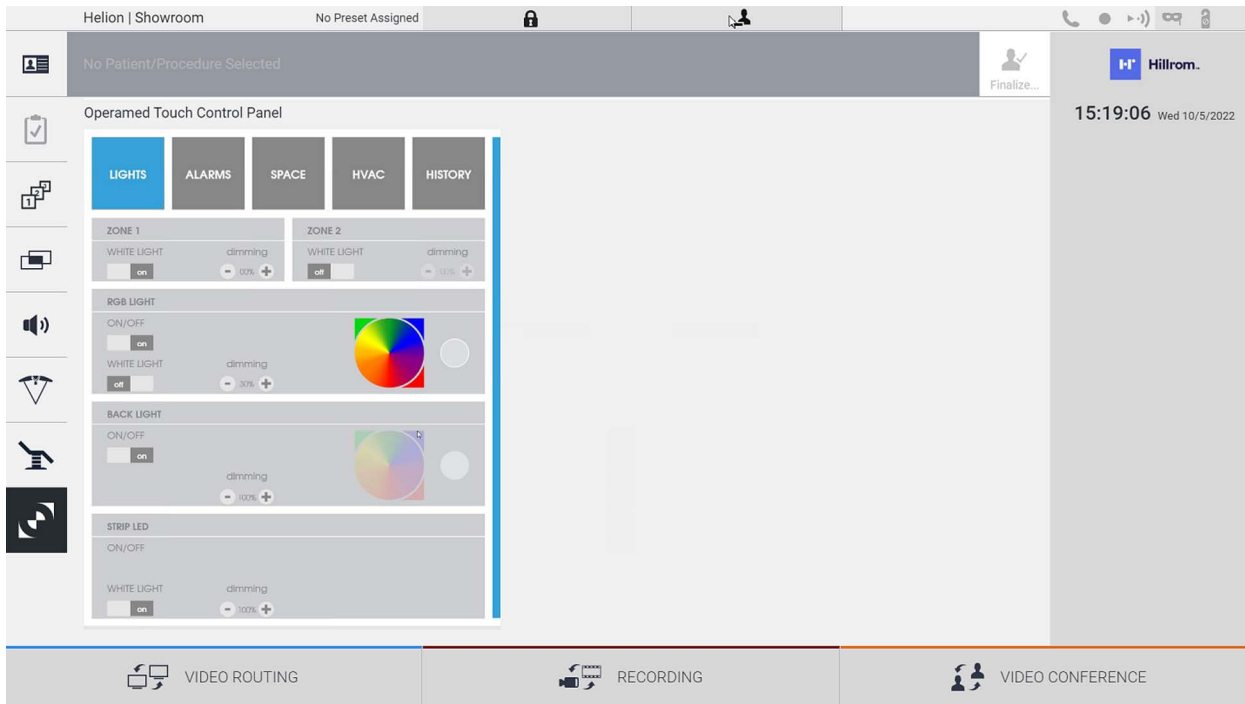 Helion | Showroom
No Preset Assigned
No Patient/Procedure Selected
Finalize...
Hillrom
15:19:06 Wed 10/5/2022
Operamed Touch Control Panel
LIGHTS ALARMS SPACE HVAC HISTORY
ZONE 1
WHITE LIGHT dimming
on
ZONE 2
WHITE LIGHT dimming
off
RGB LIGHT
ON/OFF
on
WHITE LIGHT dimming
off - 30% +
BACK LIGHT
ON/OFF
on
dimming
- 100% +
STRIP LED
ON/OFF
WHITE LIGHT dimming
on - 100% +
VIDEO ROUTING
RECORDING
VIDEO CONFERENCE